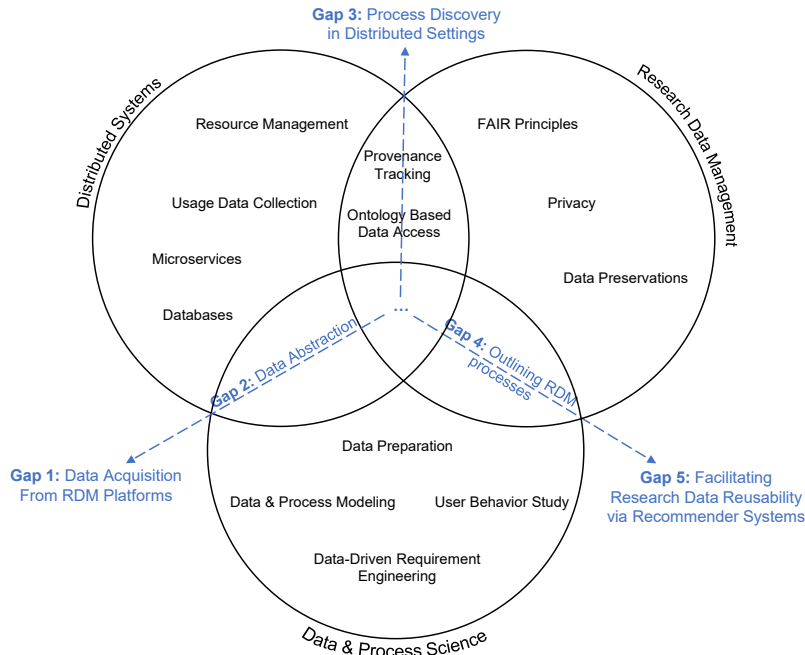 Gap 3: Process Discovery
in Distributed Settings
Distributed Systems
Research Data Management
Resource Management
FAIR Principles
Provenance
Tracking
Usage Data Collection
Privacy
Ontology Based
Data Access
Microservices
Data Preservations
Databases
...
Gap 2: Data Abstraction
Gap 4: Outlining RDM
processes
Data Preparation
Gap 1: Data Acquisition
From RDM Platforms
Gap 5: Facilitating
Research Data Reusability
via Recommender Systems
Data & Process Modeling
User Behavior Study
Data-Driven Requirement
Engineering
Data & Process Science